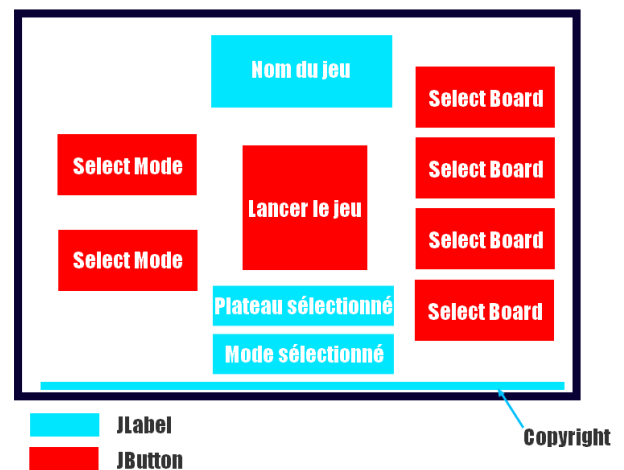 Nom du jeu
Select Board
Select Mode
Select Board
Lancer le jeu
Select Board
Select Mode
Plateau sélectionné
Select Board
Mode sélectionné
JLabel
Copyright
JButton